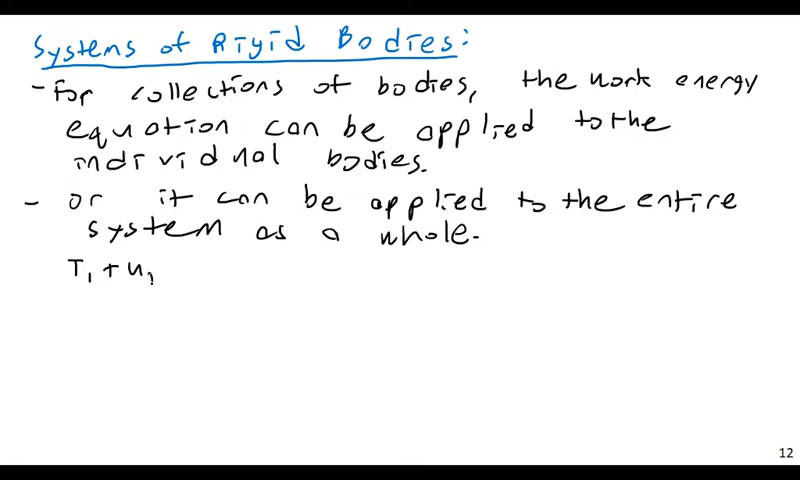 Systems of Rigid Bodies:
- For collections of bodies, the work energy
equation can be applied to the
individual bodies.
- or it can be applied to the entire
system as a whole.
T₁ + U₁
12